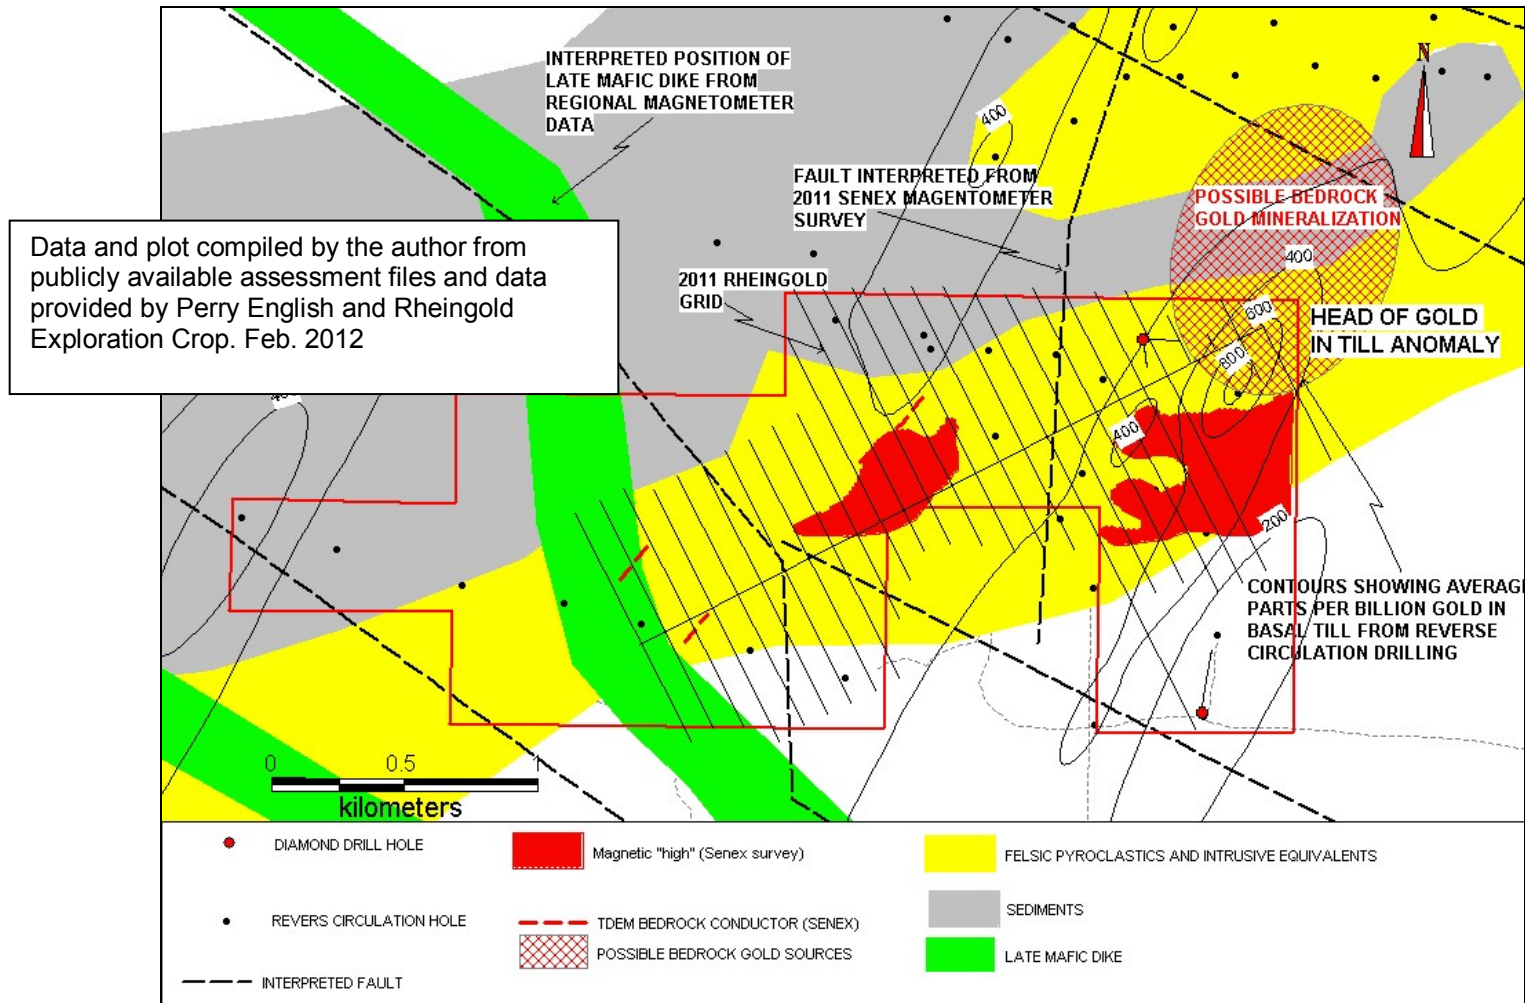 INTERPRETED POSITION OF
LATE MAFIC DIKE FROM
REGIONAL MAGNETOMETER
DATA
N
400
FAULT INTERPRETED FROM
2011 SENEX MAGENTOMETER
SURVEY
POSSIBLE BEDROCK
GOLD MINERALIZATION
Data and plot compiled by the author from
publicly available assessment files and data
provided by Perry English and Rheingold
Exploration Crop. Feb. 2012
2011 RHEINGOLD
GRID
400
600
HEAD OF GOLD
IN TILL ANOMALY
800
400
200
CONTOURS SHOWING AVERAGE
PARTS PER BILLION GOLD IN
BASAL TILL FROM REVERSE
CIRCULATION DRILLING
0 0.5 1
kilometers
DIAMOND DRILL HOLE
Magnetic "high" (Senex survey)
FELSIC PYROCLASTICS AND INTRUSIVE EQUIVALENTS
REVERS CIRCULATION HOLE
TDEM BEDROCK CONDUCTOR (SENEX)
SEDIMENTS
POSSIBLE BEDROCK GOLD SOURCES
LATE MAFIC DIKE
INTERPRETED FAULT